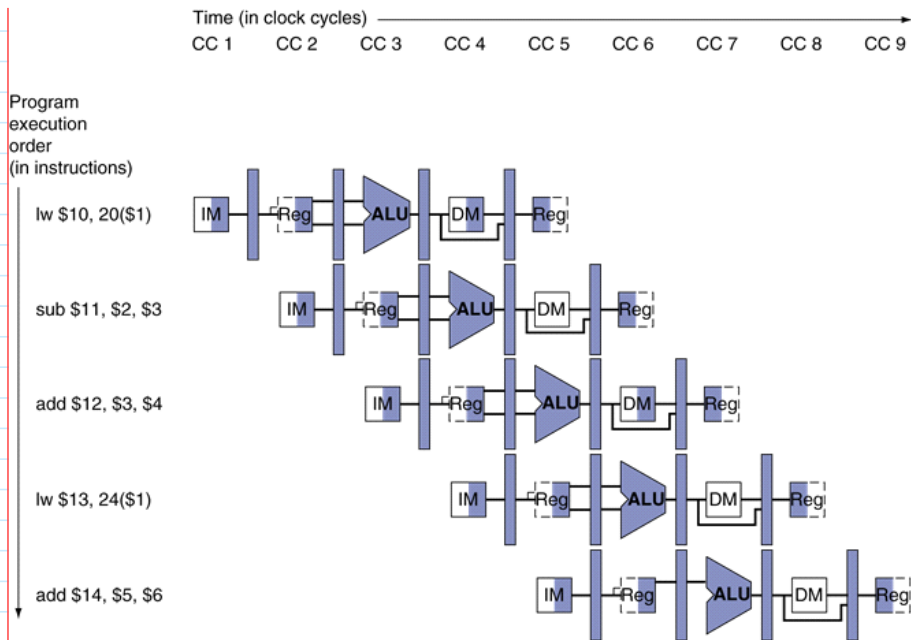 Time (in clock cycles)
CC 1 CC 2 CC 3 CC 4 CC 5 CC 6 CC 7 CC 8 CC 9
Program
execution
order
(in instructions)
lw $10, 20($1) IM Reg ALU DM Reg
sub $11, $2, $3 IM Reg ALU DM Reg
add $12, $3, $4 IM Reg ALU DM Reg
lw $13, 24($1) IM Reg ALU DM Reg
add $14, $5, $6 IM Reg ALU DM Reg